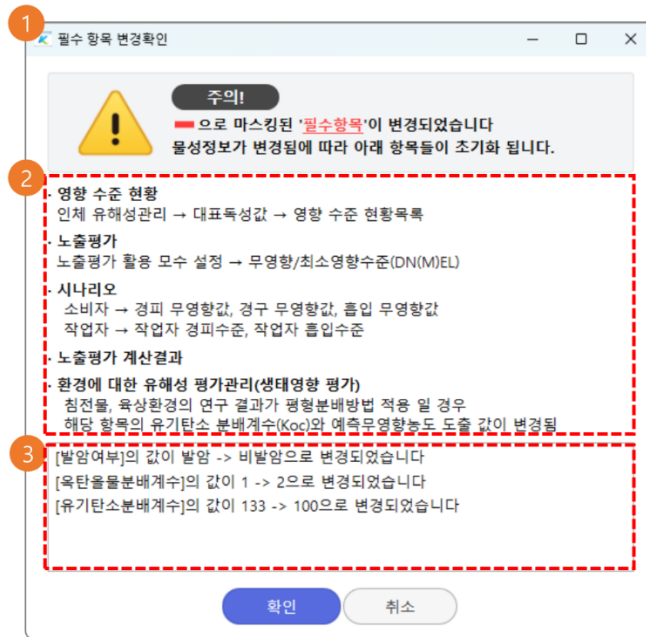 1
필수 항목 변경확인
주의!
으로 마스킹된 '필수항목'이 변경되었습니다
물성정보가 변경됨에 따라 아래 항목들이 초기화 됩니다.
2
· 영향 수준 현황
인체 유해성관리 → 대표독성값 → 영향 수준 현황목록
· 노출평가
노출평가 활용 모수 설정 → 무영향/최소영향수준(DN(M)EL)
· 시나리오
소비자 → 경피 무영향값, 경구 무영향값, 흡입 무영향값
작업자 → 작업자 경피수준, 작업자 흡입수준
· 노출평가 계산결과
· 환경에 대한 유해성 평가관리(생태영향 평가)
침전물, 육상환경의 연구 결과가 평형분배방법 적용 일 경우
해당 항목의 유기탄소 분배계수(Koc)와 예측무영향농도 도출 값이 변경됨
3
[발암여부]의 값이 발암 -> 비발암으로 변경되었습니다
[옥탄올물분배계수]의 값이 1 -> 2으로 변경되었습니다
[유기탄소분배계수]의 값이 133 -> 100으로 변경되었습니다
확인
취소